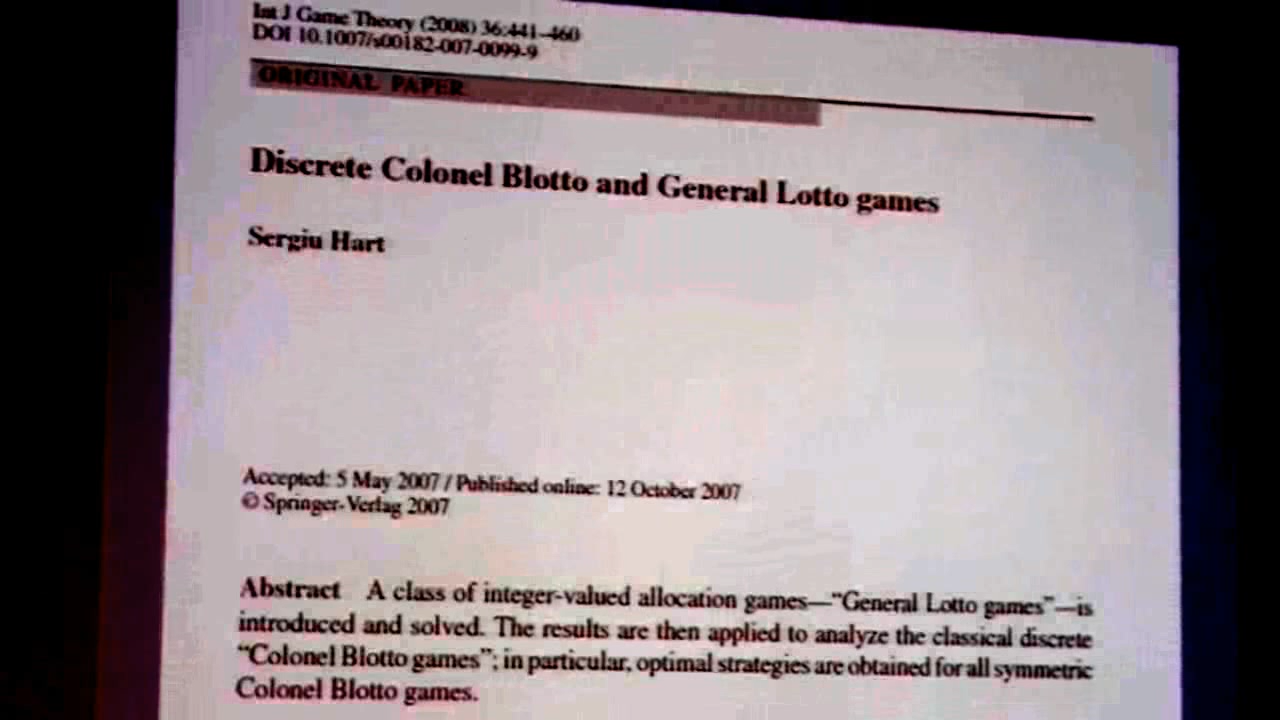 Int J Game Theory (2008) 36:441–460
DOI 10.1007/s00182-007-0099-9
ORIGINAL PAPER
Discrete Colonel Blotto and General Lotto games
Sergiu Hart
Accepted: 5 May 2007 / Published online: 12 October 2007
© Springer-Verlag 2007
Abstract A class of integer-valued allocation games—“General Lotto games”—is
introduced and solved. The results are then applied to analyze the classical discrete
“Colonel Blotto games”; in particular, optimal strategies are obtained for all symmetric
Colonel Blotto games.